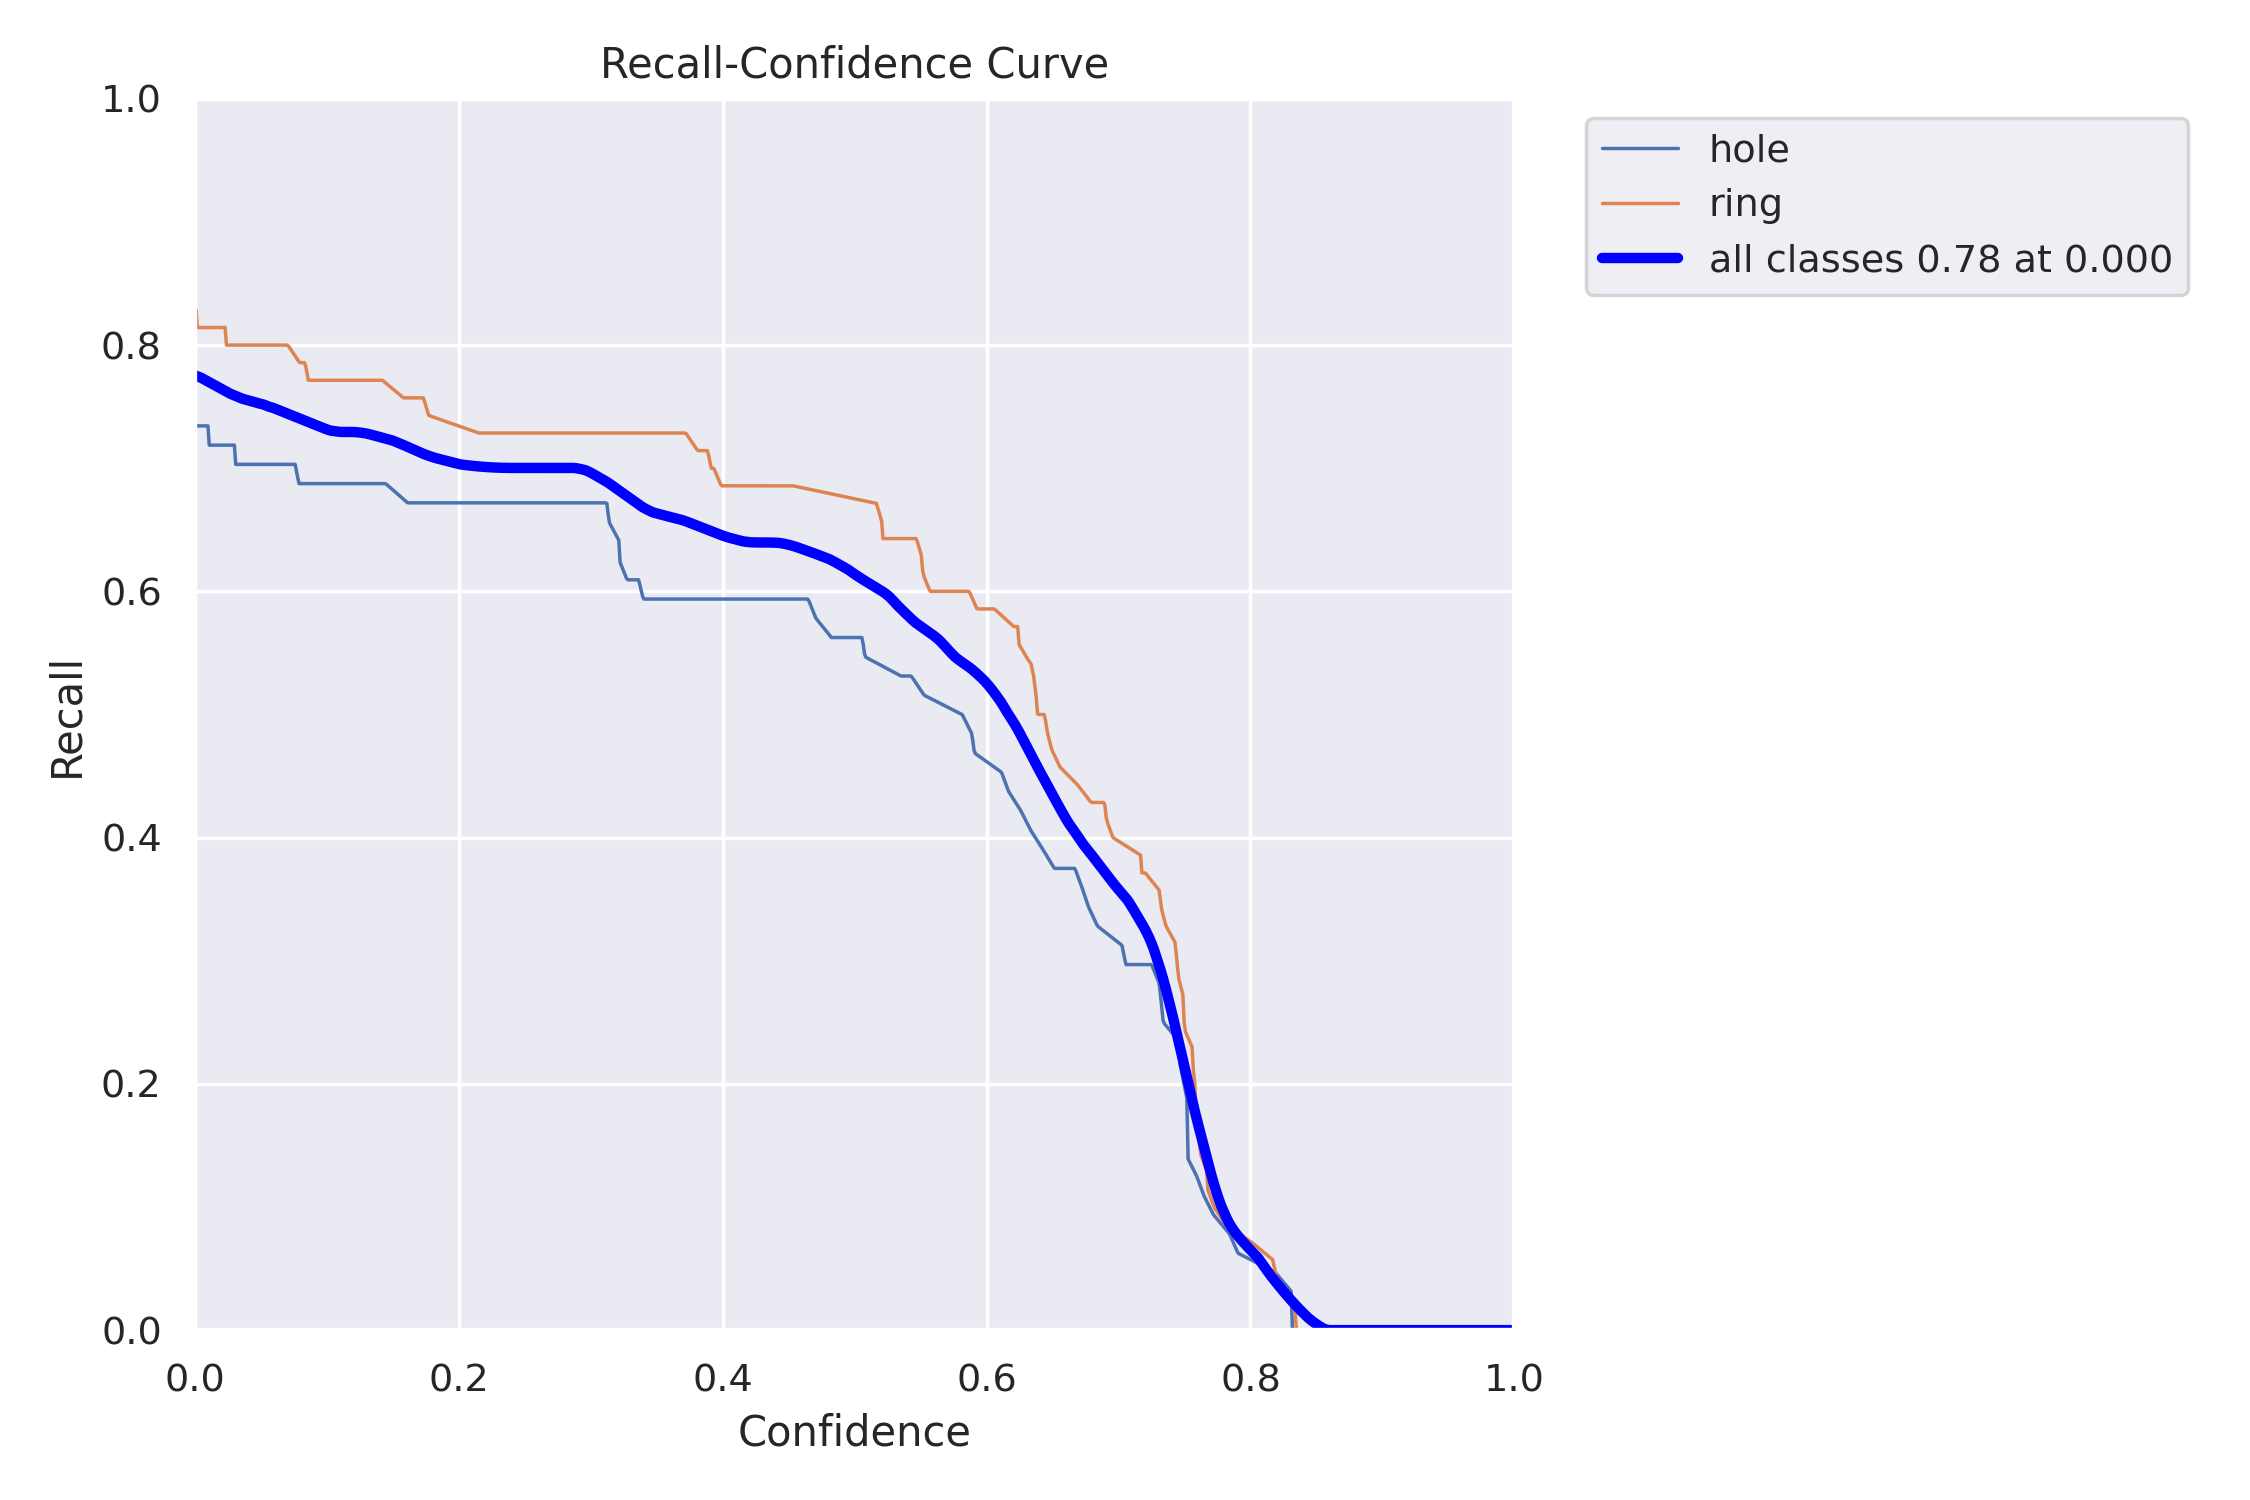 Recall-Confidence Curve
1.0
0.8
0.6
0.4
0.2
0.0
Recall
0.0 0.2 0.4 0.6 0.8 1.0
Confidence
hole
ring
all classes 0.78 at 0.000